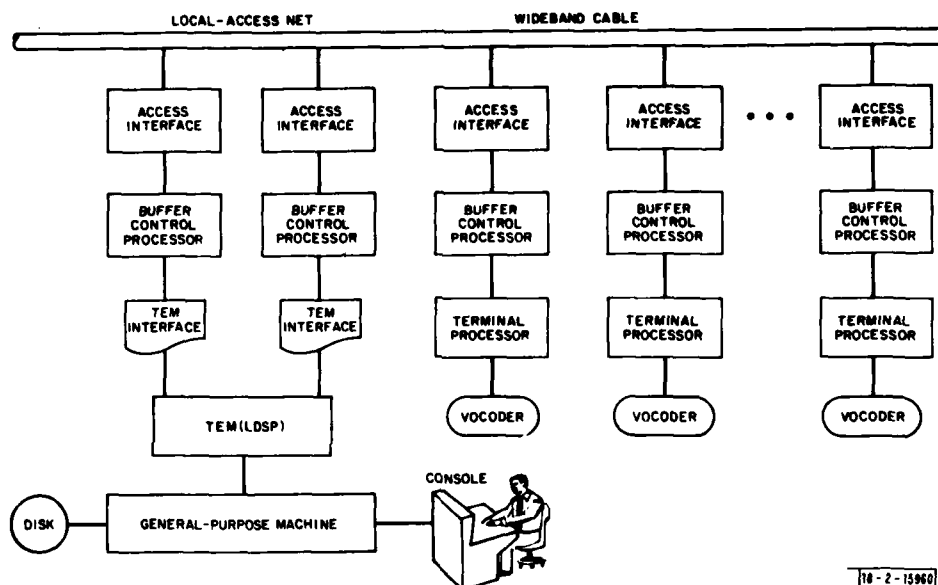 LOCAL-ACCESS NET WIDEBAND CABLE
ACCESS INTERFACE
ACCESS INTERFACE
ACCESS INTERFACE
ACCESS INTERFACE
ACCESS INTERFACE
BUFFER CONTROL PROCESSOR
BUFFER CONTROL PROCESSOR
BUFFER CONTROL PROCESSOR
BUFFER CONTROL PROCESSOR
BUFFER CONTROL PROCESSOR
TEM INTERFACE
TEM INTERFACE
TERMINAL PROCESSOR
TERMINAL PROCESSOR
TERMINAL PROCESSOR
TEM(LDSP)
VOCODER
VOCODER
VOCODER
CONSOLE
DISK
GENERAL-PURPOSE MACHINE
18-2-15960